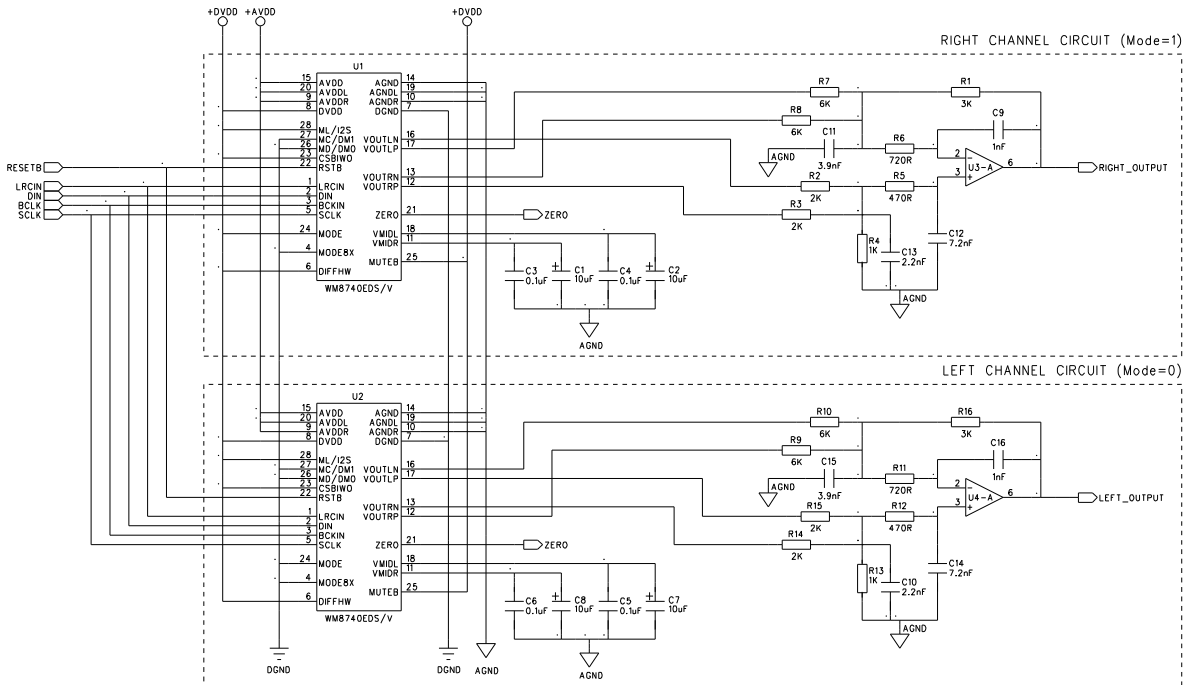 +DVDD +AVDD +DVDD
RIGHT CHANNEL CIRCUIT (Mode=1)
U1
15 AVDD AGND 14
20 AVDDL AGNDL 19
9 AVDDR AGNDR 10
8 DVDD DGND 7
28 ML/I2S
27 MC/DM1 VOUTLN 16
26 MD/DM0 VOUTLP 17
23 CSBIWO
22 RSTB
VOUTRN 13
VOUTRP 12
1 LRCIN
2 DIN
3 BCKIN
5 SCLK ZERO 21
24 MODE VMIDL 18
VMIDR 11
4 MODE8X
MUTEB 25
6 DIFFHW
WM8740EDS/V
RESETB
LRCIN
DIN
BCLK
SCLK
ZERO
C3
0.1uF
+
C1
10uF
C4
0.1uF
+
C2
10uF
AGND
R7
6K
R8
6K
R1
3K
C9
1nF
C11
3.9nF
AGND
R6
720R
R2
2K
R5
470R
R3
2K
2 -
3 +
U3-A
6
RIGHT_OUTPUT
R4
1K
C13
2.2nF
C12
7.2nF
AGND
LEFT CHANNEL CIRCUIT (Mode=0)
U2
15 AVDD AGND 14
20 AVDDL AGNDL 19
9 AVDDR AGNDR 10
8 DVDD DGND 7
28 ML/I2S
27 MC/DM1 VOUTLN 16
26 MD/DM0 VOUTLP 17
23 CSBIWO
22 RSTB
VOUTRN 13
VOUTRP 12
1 LRCIN
2 DIN
3 BCKIN
5 SCLK ZERO 21
24 MODE VMIDL 18
VMIDR 11
4 MODE8X
MUTEB 25
6 DIFFHW
WM8740EDS/V
ZERO
C6
0.1uF
+
C8
10uF
C5
0.1uF
+
C7
10uF
AGND
R10
6K
R9
6K
R16
3K
C16
1nF
C15
3.9nF
AGND
R11
720R
R15
2K
R12
470R
R14
2K
2 -
3 +
U4-A
6
LEFT_OUTPUT
R13
1K
C10
2.2nF
C14
7.2nF
AGND
DGND DGND AGND